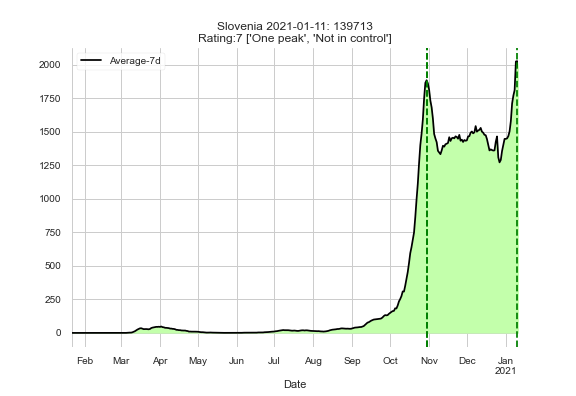 Slovenia 2021-01-11: 139713
Rating:7 ['One peak', 'Not in control']
Average-7d
2000
1750
1500
1250
1000
750
500
250
0
Feb Mar Apr May Jun Jul Aug Sep Oct Nov Dec Jan
2021
Date